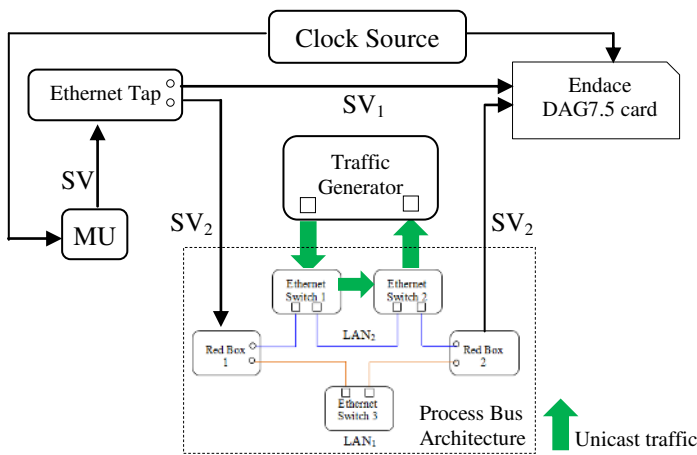 Clock Source
Ethernet Tap
Endace
DAG7.5 card
SV₁
Traffic
Generator
SV
MU
SV₂
SV₂
Ethernet
Switch 1
Ethernet
Switch 2
LAN₂
Red Box
1
Red Box
2
Ethernet
Switch 3
LAN₁
Process Bus
Architecture
Unicast traffic